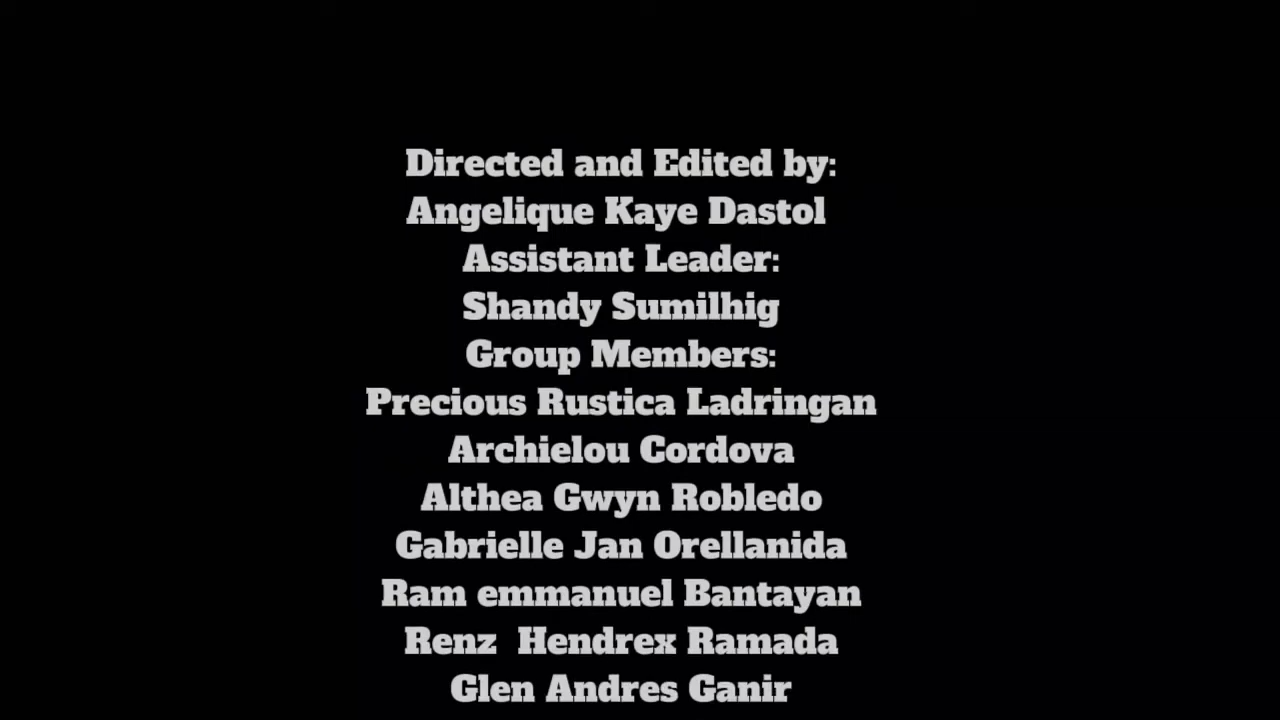 Directed and Edited by:
Angelique Kaye Dastol
Assistant Leader:
Shandy Sumilhig
Group Members:
Precious Rustica Ladringan
Archielou Cordova
Althea Gwyn Robledo
Gabrielle Jan Orellanida
Ram emmanuel Bantayan
Renz  Hendrex Ramada
Glen Andres Ganir